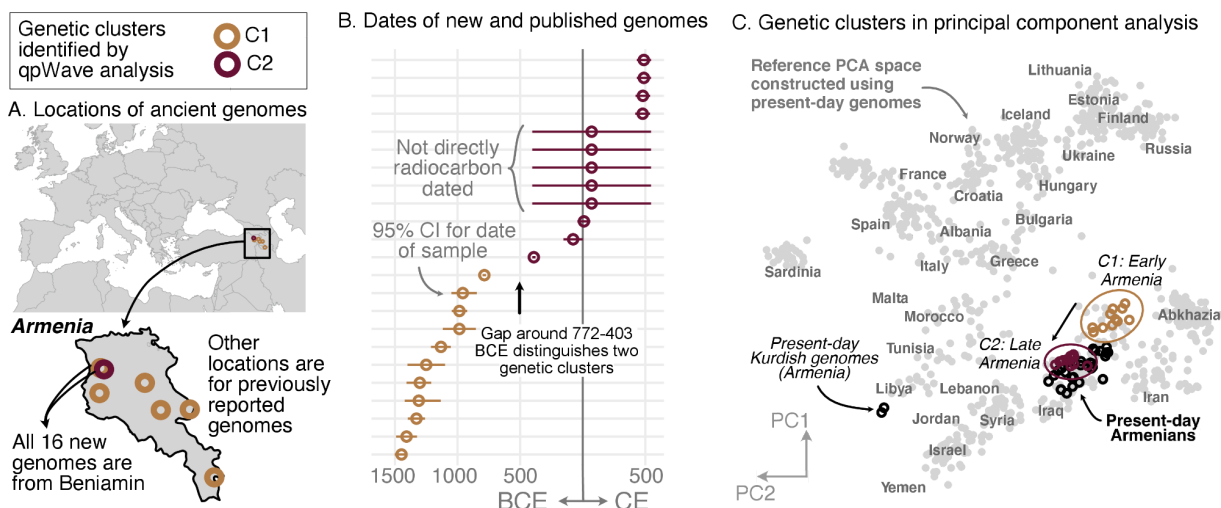 Genetic clusters
identified by
qpWave analysis
C1
C2
A. Locations of ancient genomes
Armenia
Other
locations are
for previously
reported
genomes
All 16 new
genomes are
from Beniamin
B. Dates of new and published genomes
Not directly
radiocarbon
dated
95% CI for date
of sample
Gap around 772-403
BCE distinguishes two
genetic clusters
1500 1000 500 500
BCE CE
C. Genetic clusters in principal component analysis
Reference PCA space
constructed using
present-day genomes
Lithuania
Estonia
Finland
Iceland
Norway
Russia
Ukraine
France
Hungary
Croatia
Spain
Bulgaria
Albania
Italy
Greece
Sardinia
C1: Early
Armenia
Malta
Morocco
Abkhazia
Tunisia
C2: Late
Armenia
Present-day
Kurdish genomes
(Armenia)
Libya
Lebanon
Iran
Iraq
Jordan
Syria
Present-day
Armenians
Israel
Yemen
PC1
PC2